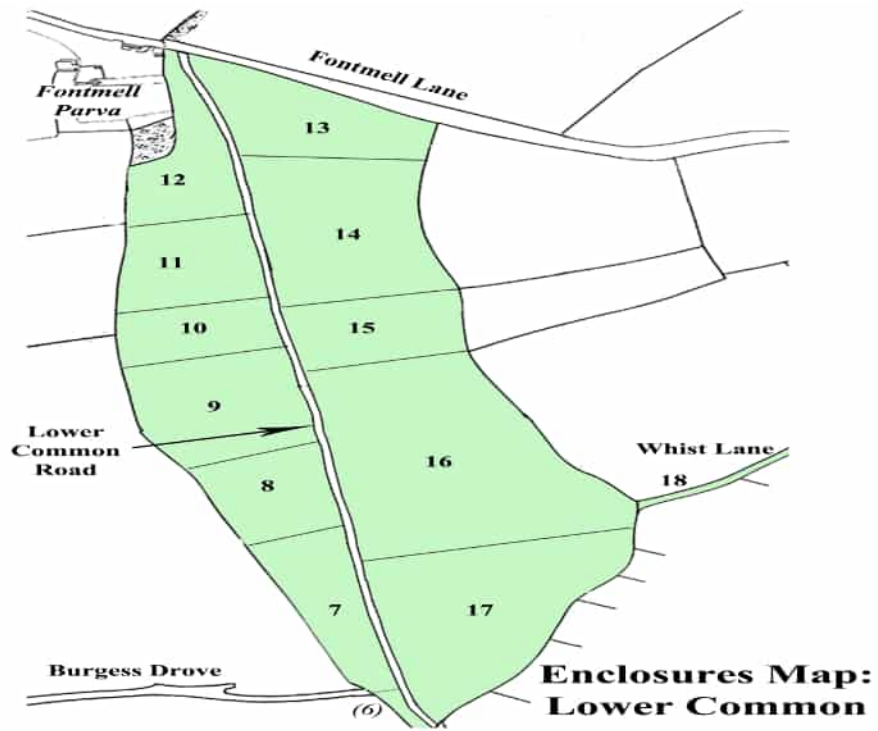 Fontmell Lane
Fontmell
Parva
13
12
14
11
10
15
9
Lower
Common
Road
16
Whist Lane
18
8
7
17
Burgess Drove
(6)
Enclosures Map:
Lower Common